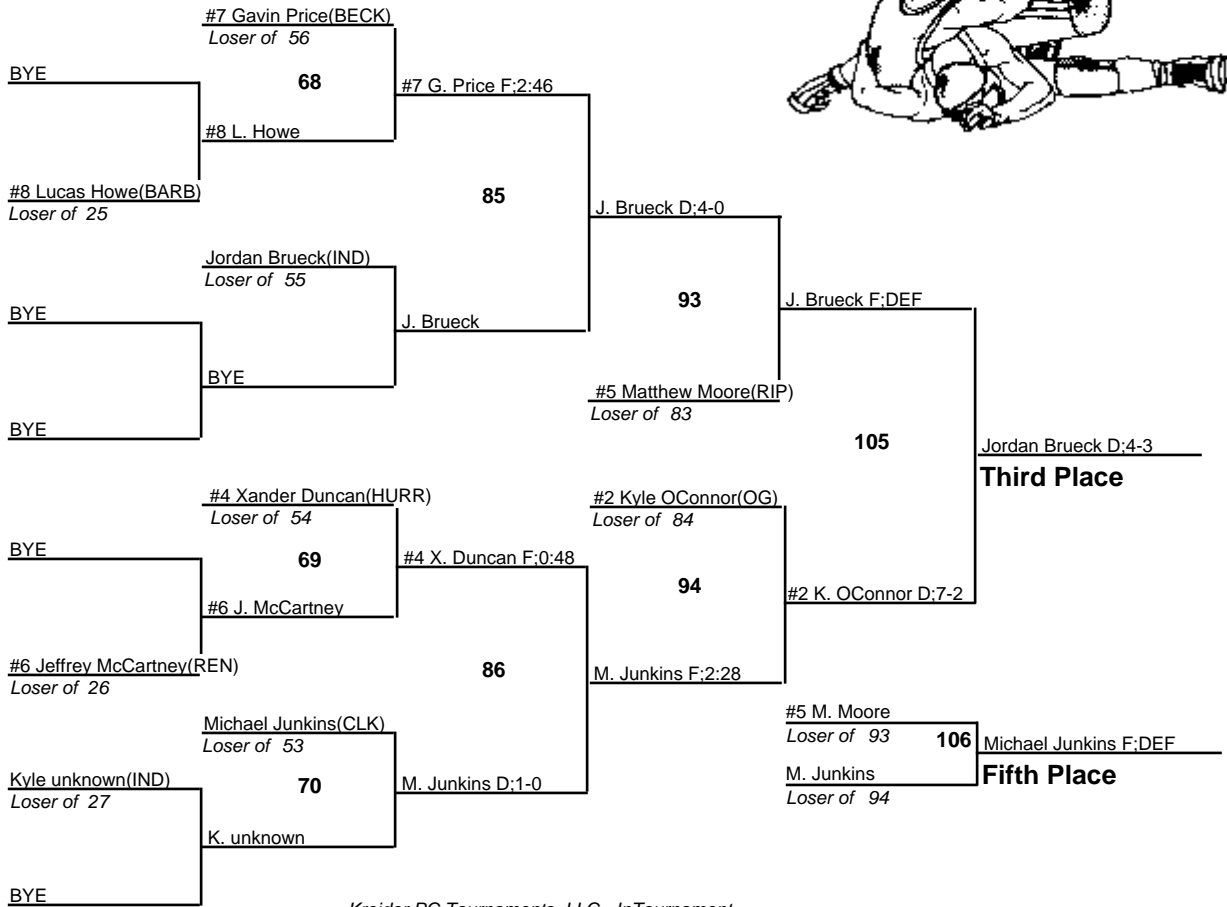 #7 Gavin Price(BECK)
Loser of 56
BYE
68
#7 G. Price F;2:46
#8 L. Howe
#8 Lucas Howe(BARB)
Loser of 25
85
J. Brueck D;4-0
Jordan Brueck(IND)
Loser of 55
93
J. Brueck F;DEF
BYE
J. Brueck
BYE
#5 Matthew Moore(RIP)
Loser of 83
BYE
105
Jordan Brueck D;4-3
Third Place
#4 Xander Duncan(HURR)
Loser of 54
#2 Kyle OConnor(OG)
Loser of 84
BYE
69
#4 X. Duncan F;0:48
94
#2 K. OConnor D;7-2
#6 J. McCartney
#6 Jeffrey McCartney(REN)
Loser of 26
86
M. Junkins F;2:28
Michael Junkins(CLK)
Loser of 53
#5 M. Moore
Loser of 93
106
Michael Junkins F;DEF
Fifth Place
Kyle unknown(IND)
Loser of 27
70
M. Junkins D;1-0
M. Junkins
Loser of 94
K. unknown
BYE